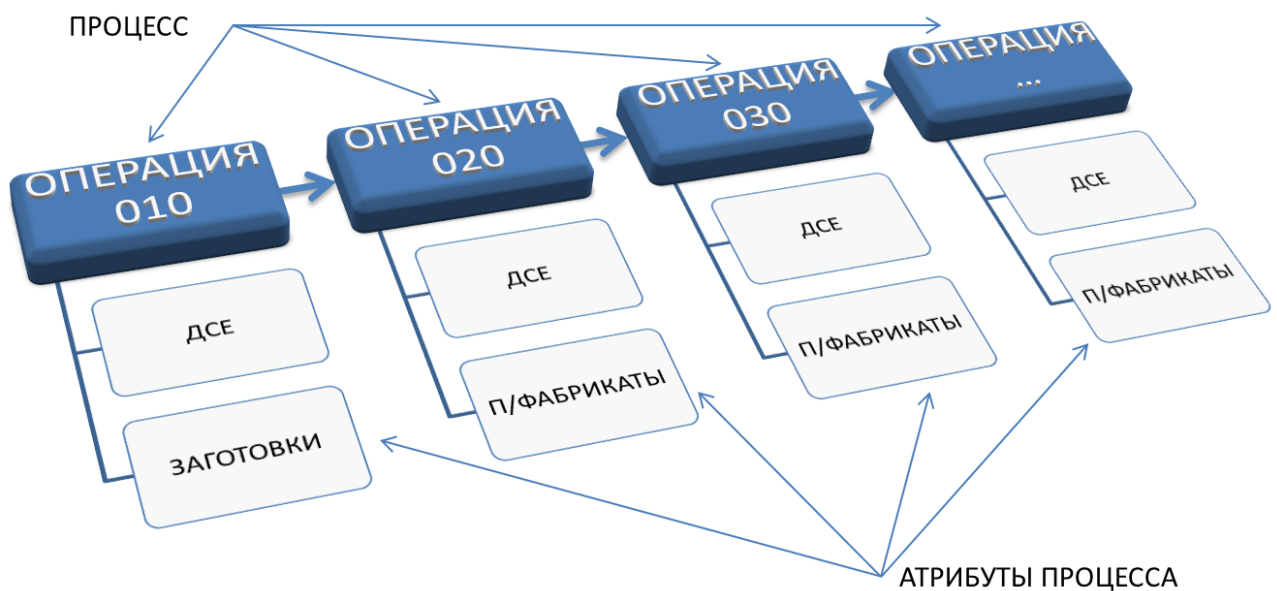 ПРОЦЕСС
ОПЕРАЦИЯ
010
ДСЕ
ЗАГОТОВКИ
ОПЕРАЦИЯ
020
ДСЕ
П/ФАБРИКАТЫ
ОПЕРАЦИЯ
030
ДСЕ
П/ФАБРИКАТЫ
ОПЕРАЦИЯ
...
ДСЕ
П/ФАБРИКАТЫ
АТРИБУТЫ ПРОЦЕССА